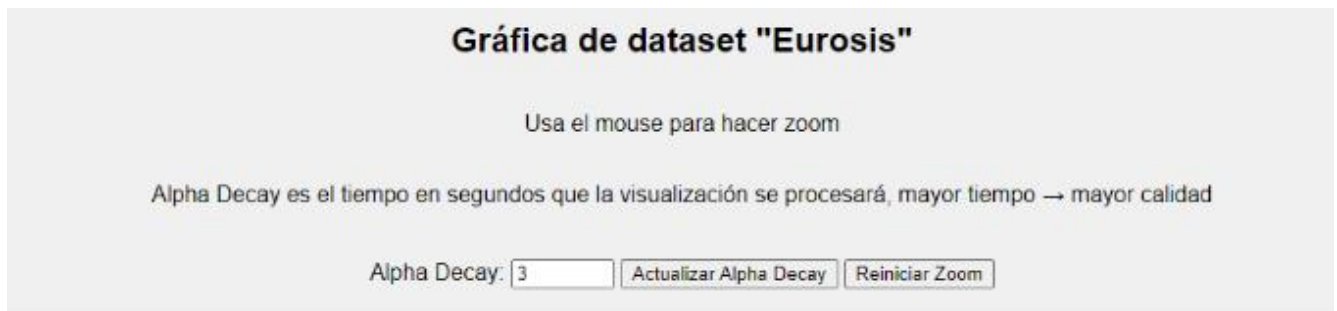 Gráfica de dataset "Eurosis"
Usa el mouse para hacer zoom
Alpha Decay es el tiempo en segundos que la visualización se procesará, mayor tiempo → mayor calidad
Alpha Decay: 3 Actualizar Alpha Decay Reiniciar Zoom